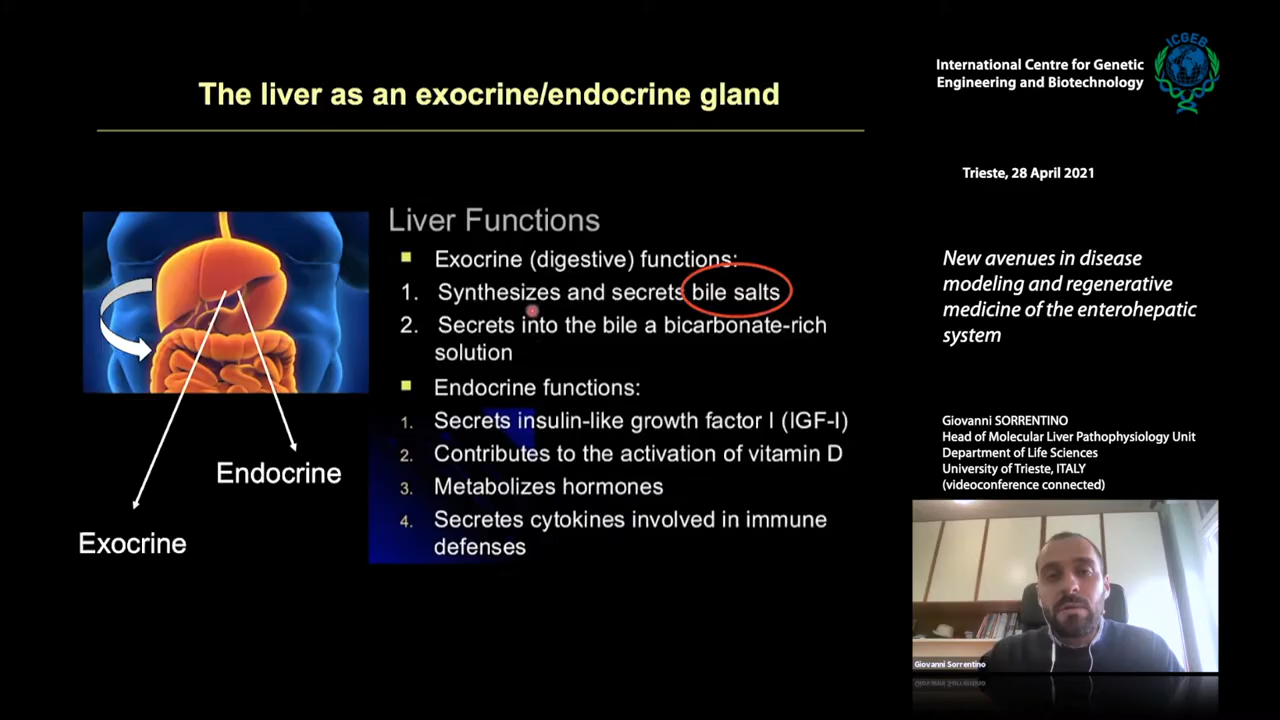 The liver as an exocrine/endocrine gland
Liver Functions
Exocrine (digestive) functions:
1. Synthesizes and secrets bile salts
2. Secrets into the bile a bicarbonate-rich
solution
Endocrine functions:
1. Secrets insulin-like growth factor I (IGF-I)
2. Contributes to the activation of vitamin D
3. Metabolizes hormones
4. Secretes cytokines involved in immune
defenses
Endocrine
Exocrine
International Centre for Genetic
Engineering and Biotechnology
ICGEB
Trieste, 28 April 2021
New avenues in disease
modeling and regenerative
medicine of the enterohepatic
system
Giovanni SORRENTINO
Head of Molecular Liver Pathophysiology Unit
Department of Life Sciences
University of Trieste, ITALY
(videoconference connected)
Giovanni Sorrentino